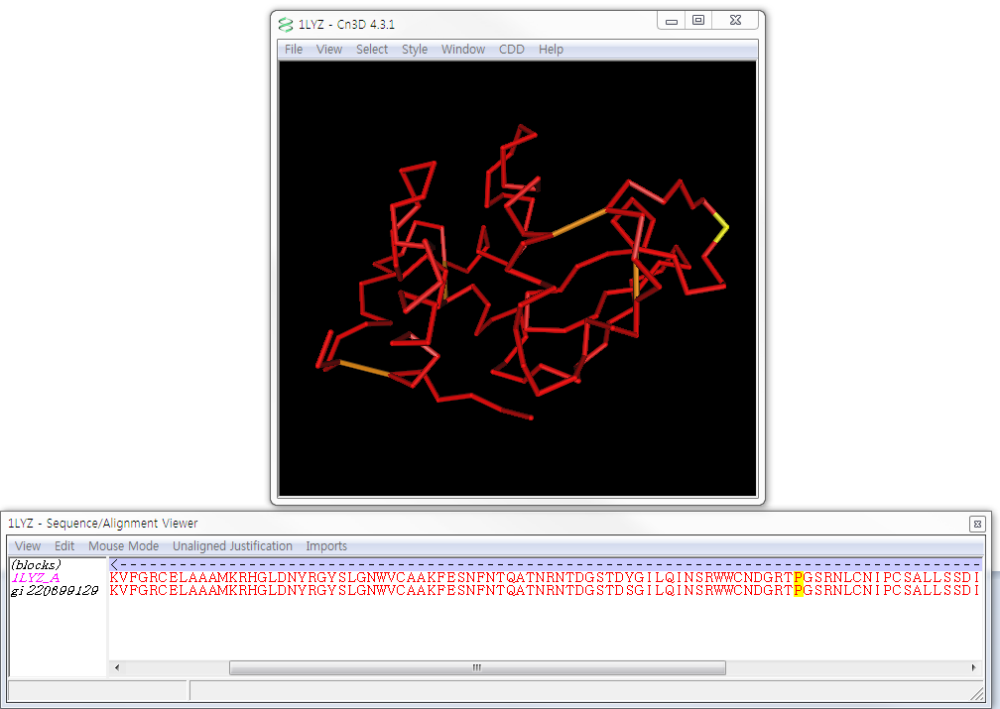 1LYZ - Cn3D 4.3.1
File View Select Style Window CDD Help
1LYZ - Sequence/Alignment Viewer
View Edit Mouse Mode Unaligned Justification Imports
(blocks) <-----------------------------------------------------------------------------------------------
1LYZ_A KVFGRCELAAAMKRHGLDNYRGYSLGNWVCAAKFESNFNTQATNRNTDGSTDYGILQINSRWWCNDGRTPGSRNLCNIPCSALLSSDI
gi 220699129 KVFGRCELAAAMKRHGLDNYRGYSLGNWVCAAKFESNFNTQATNRNTDGSTDSGILQINSRWWCNDGRTPGSRNLCNIPCSALLSSDI